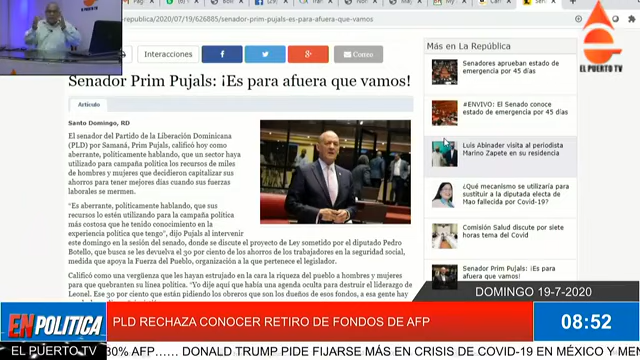 republica/2020/07/19/626885/senador-prim-pujals-es-para-afuera-que-vamos
EL PUERTO TV
Interacciones
Correo
Más en La República
Senadores aprueban estado de
emergencia por 45 días
#ENVIVO: El Senado conoce
estado de emergencia por 45 días
Luis Abinader visita al periodista
Marino Zapete en su residencia
¿Qué mecanismo se utilizaría para
sustituir a la diputada electa de
Mao fallecida por Covid-19?
Comisión Salud discute por siete
horas tema del Covid
Senador Prim Pujals: ¡Es para
afuera que vamos!
Senador Prim Pujals: ¡Es para afuera que vamos!
Artículo
Santo Domingo, RD
El senador del Partido de la Liberación Dominicana
(PLD) por Samaná, Prim Pujals, calificó hoy como
aberrante, políticamente hablando, que un sector haya
utilizado para campaña política los recursos de miles
de hombres y mujeres que decidieron capitalizar sus
ahorros para tener mejores días cuando sus fuerzas
laborales se mermen.
"Es aberrante, políticamente hablando, que sus
recursos lo estén utilizando para la campaña política
más costosa que he tenido conocimiento en la
experiencia política que tengo", dijo Pujals al intervenir
este domingo en la sesión del senado, donde se discute el proyecto de Ley sometido por el diputado Pedro
Botello, que busca se les devuelva el 30 por ciento de los ahorros de los trabajadores en la seguridad social,
medida que apoya la Fuerza del Pueblo, organización a la que pertenece el legislador.
Calificó como una vergüenza que les hayan estrujado en la cara la riqueza del pueblo a hombres y mujeres
para que quebranten su línea política. "Yo dije aquí que había una agenda oculta para destruir el liderazgo de
Leonel. Ese 30 por ciento que están pidiendo los obreros que son los dueños de esos fondos, a esa gente hay
DOMINGO 19-7-2020
EN POLITICA
PLD RECHAZA CONOCER RETIRO DE FONDOS DE AFP
08:52
EL PUERTO TV
30% AFP..... DONALD TRUMP PIDE FIJARSE MÁS EN CRISIS DE COVID-19 EN MÉXICO Y MEN